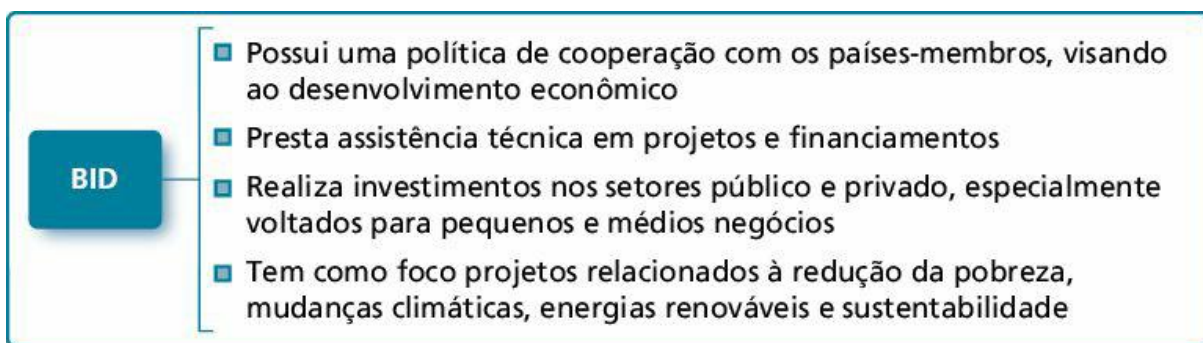 BID
Possui uma política de cooperação com os países-membros, visando
ao desenvolvimento econômico
Presta assistência técnica em projetos e financiamentos
Realiza investimentos nos setores público e privado, especialmente
voltados para pequenos e médios negócios
Tem como foco projetos relacionados à redução da pobreza,
mudanças climáticas, energias renováveis e sustentabilidade